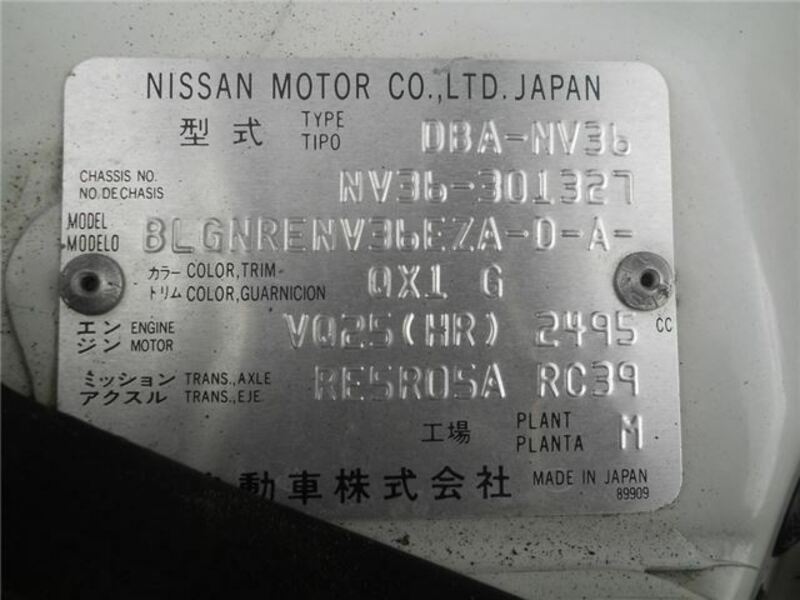 NISSAN MOTOR CO.,LTD. JAPAN
型式 TYPE TIPO DBA-NV36
CHASSIS NO. NO.DE CHASIS NV36-301327
MODEL MODELO BLGNRENV36EZA-D-A-
カラー COLOR,TRIM
トリム COLOR,GUARNICION QX1 G
エン ENGINE
ジン MOTOR VQ25(HR) 2495 CC
ミッション TRANS.,AXLE
アクスル TRANS.,EJE RE5R05A RC39
工場 PLANT PLANTA M
自動車株式会社 MADE IN JAPAN
89909